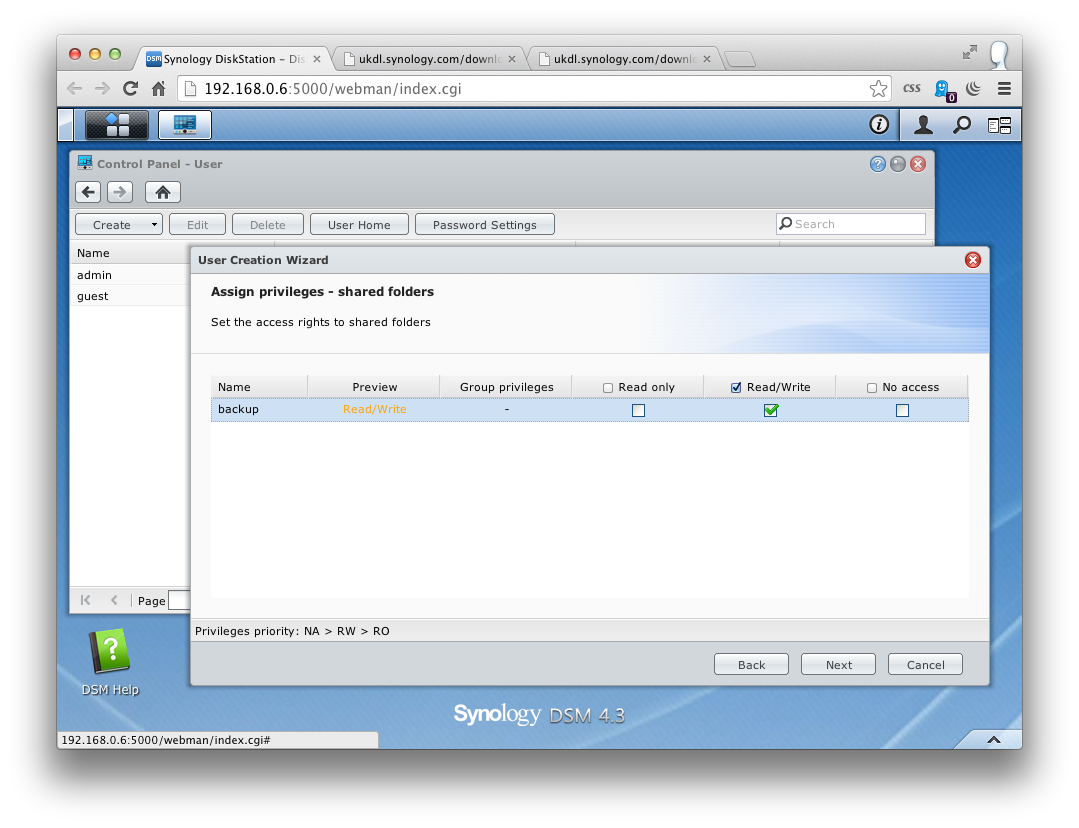 DSM Synology DiskStation – Dis
ukdl.synology.com/downl
ukdl.synology.com/downl
192.168.0.6:5000/webman/index.cgi
css
0
Control Panel - User
Create
Edit
Delete
User Home
Password Settings
Search
Name
admin
guest
User Creation Wizard
Assign privileges - shared folders
Set the access rights to shared folders
Name Preview Group privileges Read only Read/Write No access
backup Read/Write -
Page
Privileges priority: NA > RW > RO
Back Next Cancel
DSM Help
Synology DSM 4.3
192.168.0.6:5000/webman/index.cgi#